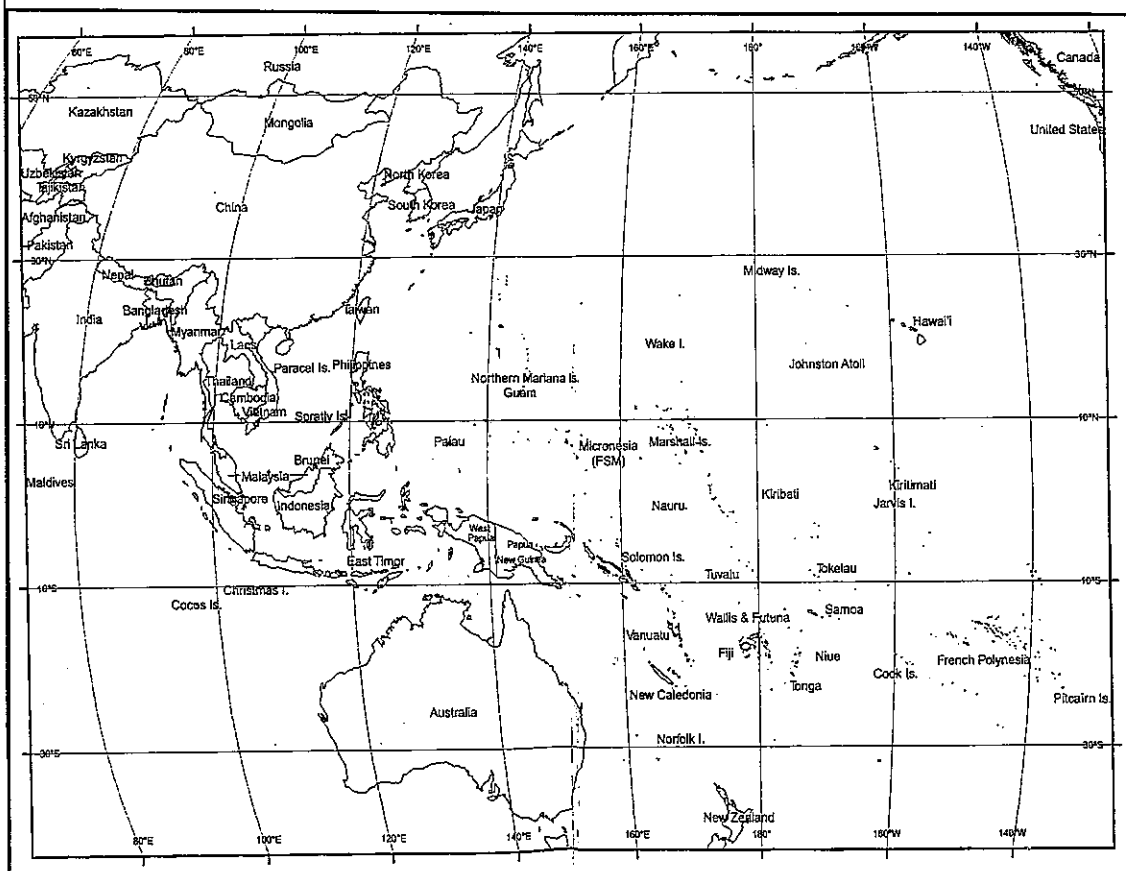 60°E 80°E 100°E 120°E 140°E 160°E 180° 160°W 140°W
Canada
Russia
50°N
Kazakhstan
Mongolia
United States
Kyrgyzstan
Uzbekistan
Tajikistan
North Korea
China
South Korea
Japan
Afghanistan
Pakistan
30°N 30°N
Nepal
Bhutan
Midway Is.
Bangladesh
India
Taiwan
Hawai'i
Myanmar
Laos
Wake I.
Paracel Is.
Philippines
Johnston Atoll
Thailand
Northern Mariana Is.
Guam
Cambodia
Vietnam
Spratly Is.
10°N 10°N
Sri Lanka
Palau
Micronesia
(FSM)
Marshall Is.
Brunei
Malaysia
Maldives
Singapore
Indonesia
Kiribati
Kiritimati
Jarvis I.
Nauru
West
Papua
Papua
New Guinea
Solomon Is.
East Timor
Tuvalu
Tokelau
10°S 10°S
Christmas I.
Cocos Is.
Wallis & Futuna
Samoa
Vanuatu
Fiji
Niue
French Polynesia
Cook Is.
Tonga
New Caledonia
Pitcairn Is.
Australia
Norfolk I.
30°S 30°S
New Zealand
80°E 100°E 120°E 140°E 160°E 180° 160°W 140°W